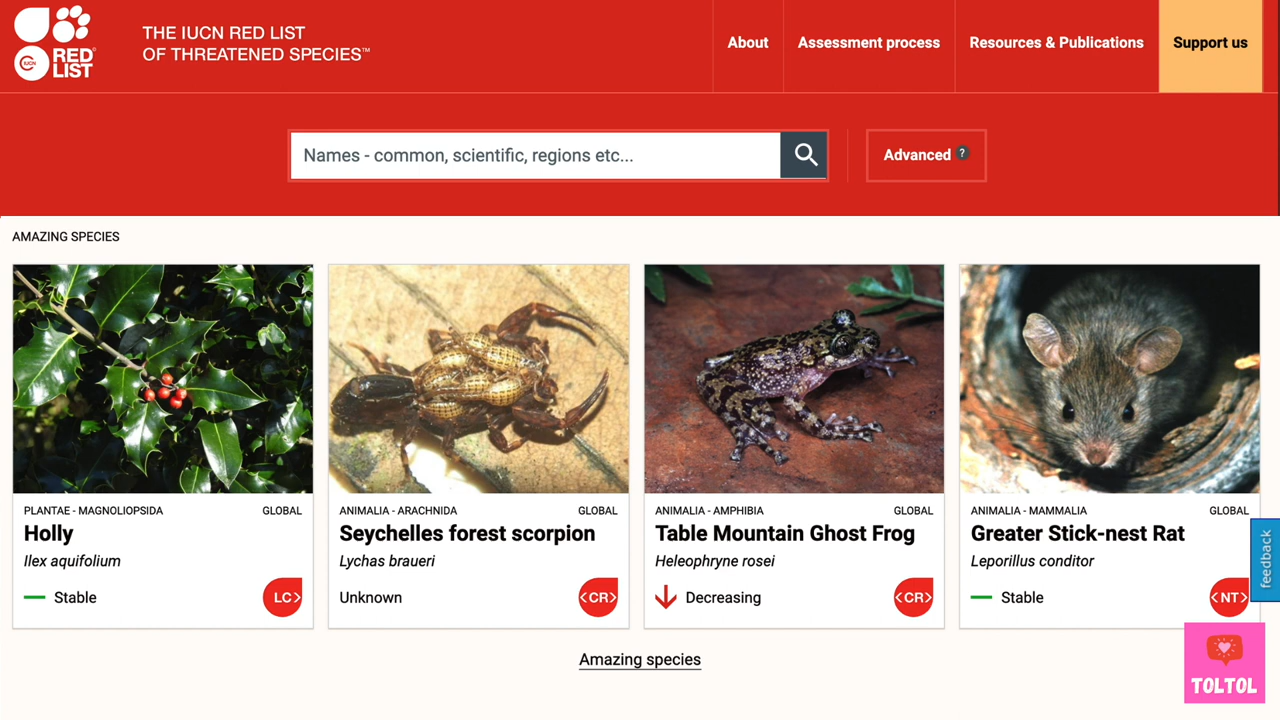 THE IUCN RED LIST
OF THREATENED SPECIES™
IUCN
RED
LIST
About
Assessment process
Resources & Publications
Support us
Names - common, scientific, regions etc...
Advanced ?
AMAZING SPECIES
PLANTAE - MAGNOLIOPSIDA GLOBAL
Holly
Ilex aquifolium
Stable LC >
ANIMALIA - ARACHNIDA GLOBAL
Seychelles forest scorpion
Lychas braueri
Unknown < CR >
ANIMALIA - AMPHIBIA GLOBAL
Table Mountain Ghost Frog
Heleophryne rosei
Decreasing < CR >
ANIMALIA - MAMMALIA GLOBAL
Greater Stick-nest Rat
Leporillus conditor
Stable < NT >
feedback
Amazing species
TOLTOL